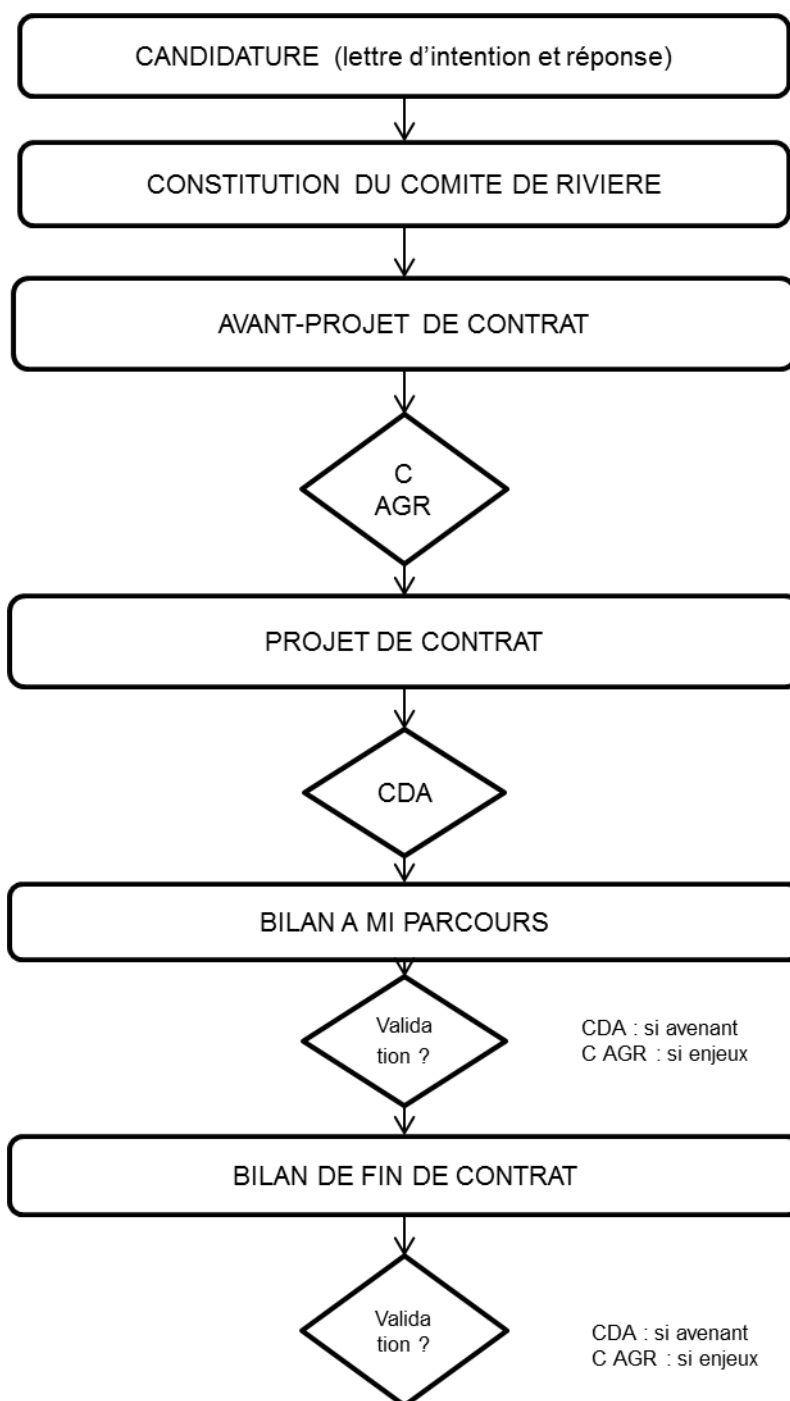 CANDIDATURE (lettre d’intention et réponse)
CONSTITUTION DU COMITE DE RIVIERE
AVANT-PROJET DE CONTRAT
C
AGR
PROJET DE CONTRAT
CDA
BILAN A MI PARCOURS
Valida
tion ?
CDA : si avenant
C AGR : si enjeux
BILAN DE FIN DE CONTRAT
Valida
tion ?
CDA : si avenant
C AGR : si enjeux